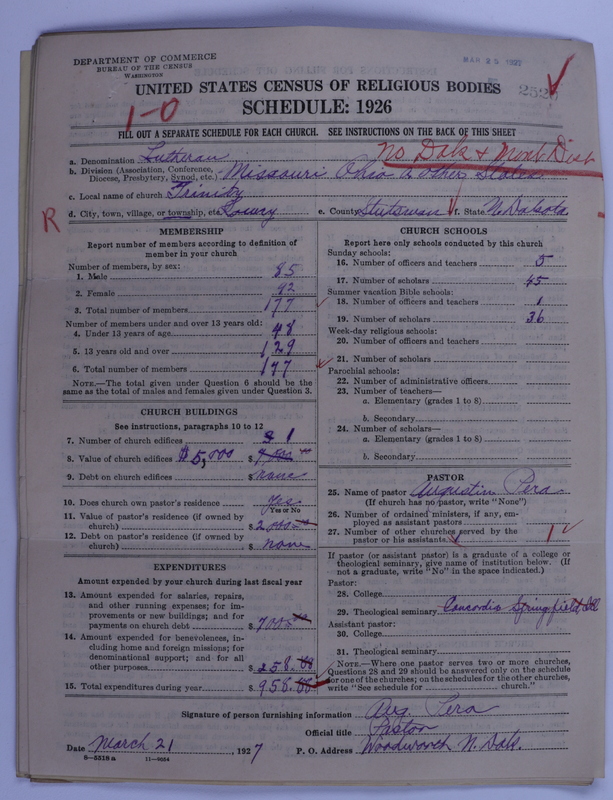 DEPARTMENT OF COMMERCE
BUREAU OF THE CENSUS
WASHINGTON
MAR 25 1927
UNITED STATES CENSUS OF RELIGIOUS BODIES
SCHEDULE: 1926
1-0
FILL OUT A SEPARATE SCHEDULE FOR EACH CHURCH. SEE INSTRUCTIONS ON THE BACK OF THIS SHEET
No Dak & Mont Dist
a. Denomination Lutheran
b. Division (Association, Conference, Diocese, Presbytery, Synod, etc.) Missouri Ohio & Other States
c. Local name of church Trinity
R
d. City, town, village, or township, etc. e. County Stutsman f. State N. Dakota
MEMBERSHIP
Report number of members according to definition of
member in your church
Number of members, by sex:
1. Male 85
2. Female 92
3. Total number of members 177
Number of members under and over 13 years old:
4. Under 13 years of age 48
5. 13 years old and over 129
6. Total number of members 177
NOTE.—The total given under Question 6 should be
same as the total of males and females given under Question 3.
CHURCH BUILDINGS
See instructions, paragraphs 10 to 12
7. Number of church edifices 1
8. Value of church edifices $5,000 $
9. Debt on church edifices $ none
10. Does church own pastor's residence Yes
Yes or No
11. Value of pastor's residence (if owned by
church) $ 2000.00
12. Debt on pastor's residence (if owned by
church) $ none
EXPENDITURES
Amount expended by your church during last fiscal year
13. Amount expended for salaries, repairs,
and other running expenses; for im-
provements or new buildings; and for
payments on church debt $ 700.00
14. Amount expended for benevolences, in-
cluding home and foreign missions; for
denominational support; and for all
other purposes $ 258.00
15. Total expenditures during year $ 958.00
CHURCH SCHOOLS
Report here only schools conducted by this church
Sunday schools:
16. Number of officers and teachers 5
17. Number of scholars 45
Summer vacation Bible schools:
18. Number of officers and teachers 1
19. Number of scholars 36
Week-day religious schools:
20. Number of officers and teachers
21. Number of scholars
Parochial schools:
22. Number of administrative officers
23. Number of teachers—
a. Elementary (grades 1 to 8)
b. Secondary
24. Number of scholars—
a. Elementary (grades 1 to 8)
b. Secondary
PASTOR
25. Name of pastor Augustin Pera
(If church has no pastor, write "None")
26. Number of ordained ministers, if any, em-
ployed as assistant pastors
27. Number of other churches served by the
pastor or his assistants 1
If pastor (or assistant pastor) is a graduate of a college or
theological seminary, give name of institution below. (If
not a graduate, write "No" in the space indicated.)
Pastor:
28. College
29. Theological seminary Concordia Springfield Ill
Assistant pastor:
30. College
31. Theological seminary
NOTE.—Where one pastor serves two or more churches,
Questions 28 and 29 should be answered only on the schedule
for one of the churches; on the schedules for the other churches,
write "See schedule for church."
Signature of person furnishing information Aug. Pera
Official title Pastor
Date March 21, 1927 P. O. Address Woodworth N. Dak.
8-5518a 11-9054